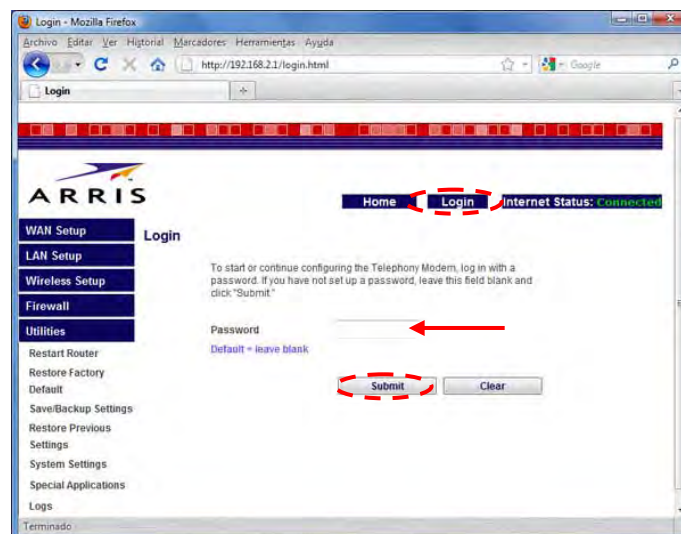 Login - Mozilla Firefox
Archivo Editar Ver Historial Marcadores Herramientas Ayuda
http://192.168.2.1/login.html
Google
Login
ARRIS
Home Login Internet Status: Connected
WAN Setup
LAN Setup
Wireless Setup
Firewall
Utilities
Restart Router
Restore Factory
Default
Save/Backup Settings
Restore Previous
Settings
System Settings
Special Applications
Logs
Login
To start or continue configuring the Telephony Modem, log in with a
password. If you have not set up a password, leave this field blank and
click "Submit."
Password
Default = leave blank
Submit Clear
Terminado